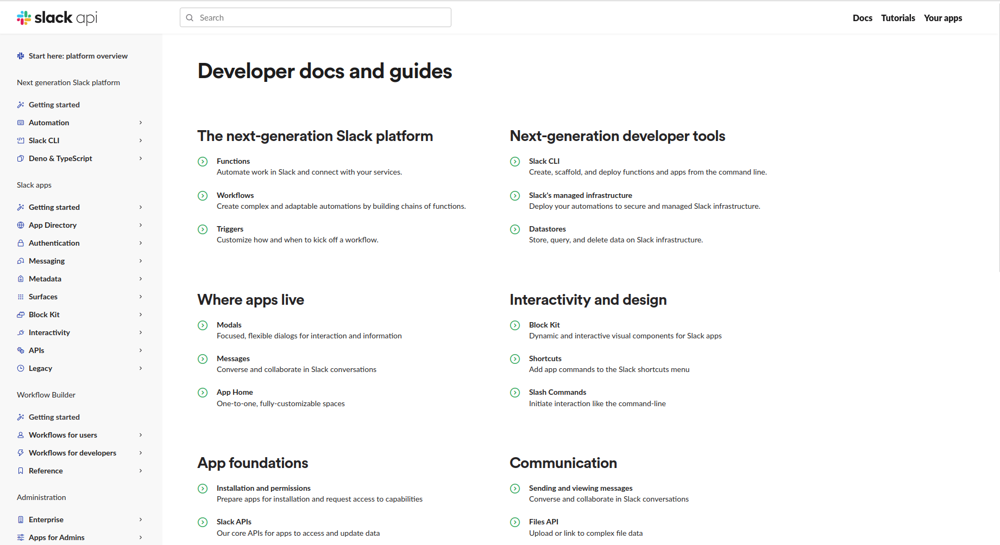 slack api
Search
Docs
Tutorials
Your apps
Start here: platform overview
Next generation Slack platform
Getting started
Automation
Slack CLI
Deno & TypeScript
Slack apps
Getting started
App Directory
Authentication
Messaging
Metadata
Surfaces
Block Kit
Interactivity
APIs
Legacy
Workflow Builder
Getting started
Workflows for users
Workflows for developers
Reference
Administration
Enterprise
Apps for Admins
Developer docs and guides
The next-generation Slack platform
Functions
Automate work in Slack and connect with your services.
Workflows
Create complex and adaptable automations by building chains of functions.
Triggers
Customize how and when to kick off a workflow.
Next-generation developer tools
Slack CLI
Create, scaffold, and deploy functions and apps from the command line.
Slack's managed infrastructure
Deploy your automations to secure and managed Slack infrastructure.
Datastores
Store, query, and delete data on Slack infrastructure.
Where apps live
Modals
Focused, flexible dialogs for interaction and information
Messages
Converse and collaborate in Slack conversations
App Home
One-to-one, fully-customizable spaces
Interactivity and design
Block Kit
Dynamic and interactive visual components for Slack apps
Shortcuts
Add app commands to the Slack shortcuts menu
Slash Commands
Initiate interaction like the command-line
App foundations
Installation and permissions
Prepare apps for installation and request access to capabilities
Slack APIs
Our core APIs for apps to access and update data
Communication
Sending and viewing messages
Converse and collaborate in Slack conversations
Files API
Upload or link to complex file data